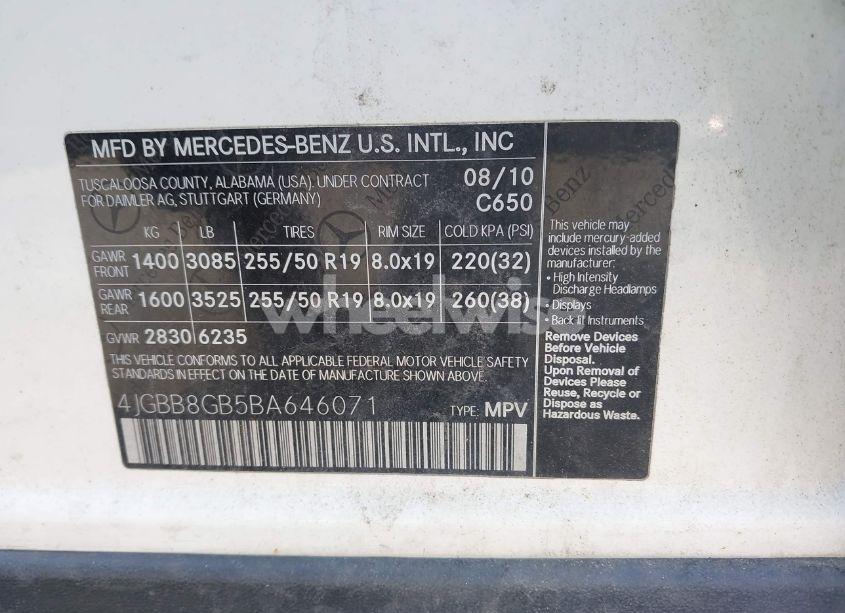 MFD BY MERCEDES-BENZ U.S. INTL., INC
TUSCALOOSA COUNTY, ALABAMA (USA). UNDER CONTRACT 08/10
FOR DAIMLER AG, STUTTGART (GERMANY) C650
KG LB TIRES RIM SIZE COLD KPA (PSI)
GAWR FRONT 1400 3085 255/50 R19 8.0x19 220(32)
GAWR REAR 1600 3525 255/50 R19 8.0x19 260(38)
GVWR 2830 6235
THIS VEHICLE CONFORMS TO ALL APPLICABLE FEDERAL MOTOR VEHICLE SAFETY
STANDARDS IN EFFECT ON THE DATE OF MANUFACTURE SHOWN ABOVE.
4JGBB8GB5BA646071 TYPE: MPV
This vehicle may
include mercury-added
devices installed by the
manufacturer:
• High Intensity
Discharge Headlamps
• Displays
• Back lit Instruments
Remove Devices
Before Vehicle
Disposal.
Upon Removal of
Devices Please
Reuse, Recycle or
Dispose as
Hazardous Waste.
Mercedes Benz
wheelwise